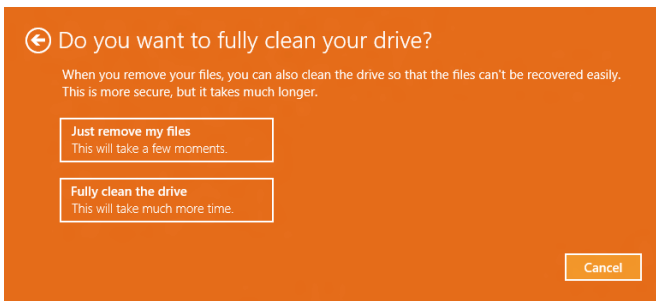 Do you want to fully clean your drive?
When you remove your files, you can also clean the drive so that the files can't be recovered easily.
This is more secure, but it takes much longer.
Just remove my files
This will take a few moments.
Fully clean the drive
This will take much more time.
Cancel